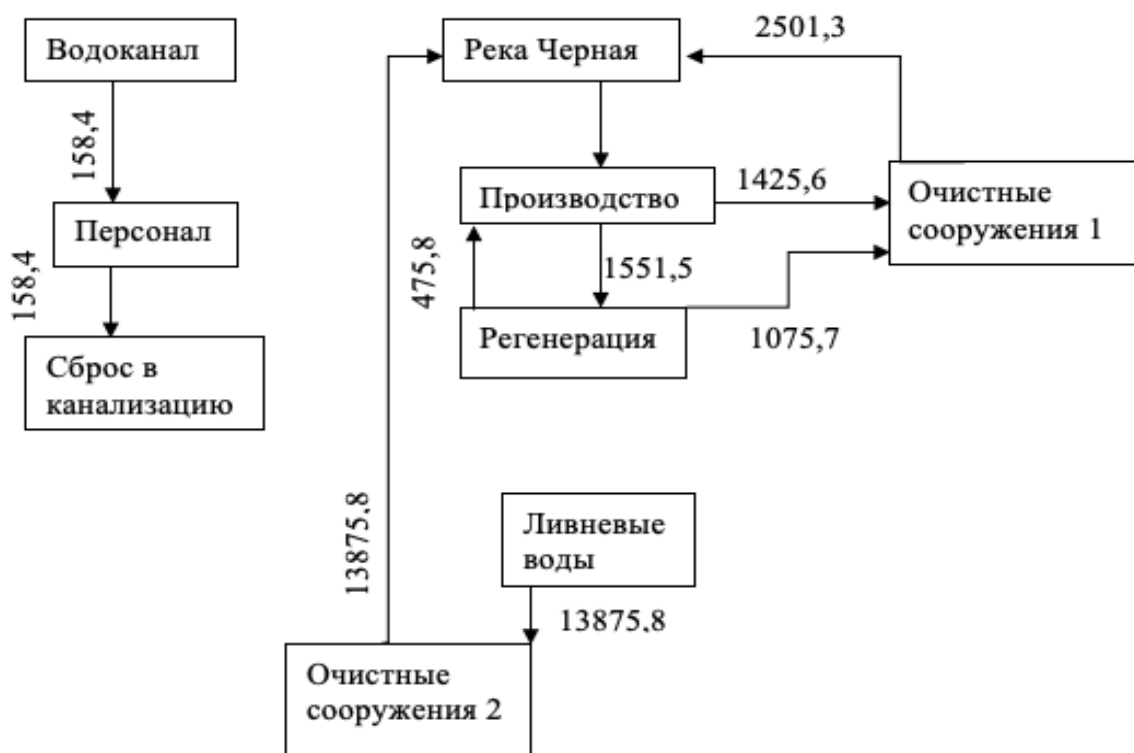 Водоканал
158,4
Персонал
158,4
Сброс в
канализацию
Река Черная
2501,3
Производство
1425,6
Очистные
сооружения 1
475,8
1551,5
Регенерация
1075,7
13875,8
Ливневые
воды
13875,8
Очистные
сооружения 2